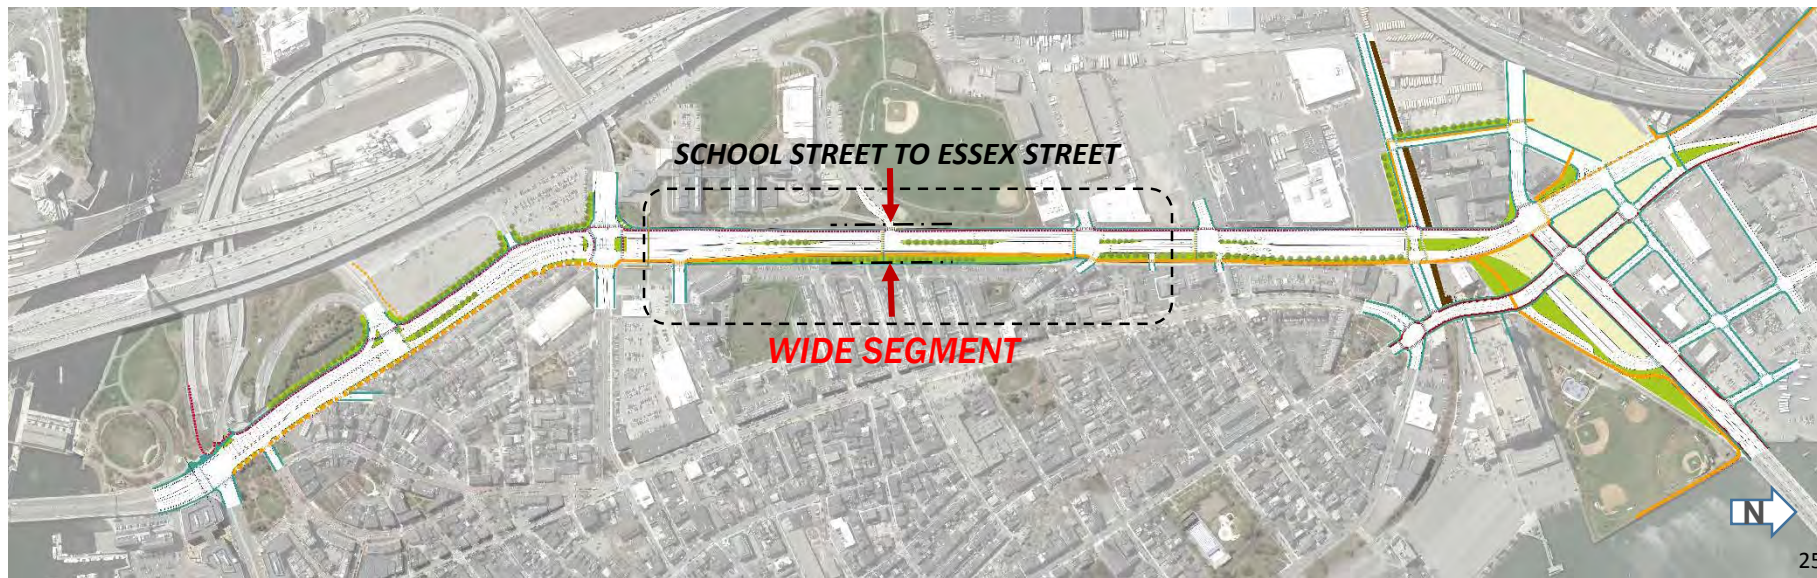 SCHOOL STREET TO ESSEX STREET
WIDE SEGMENT
N
25